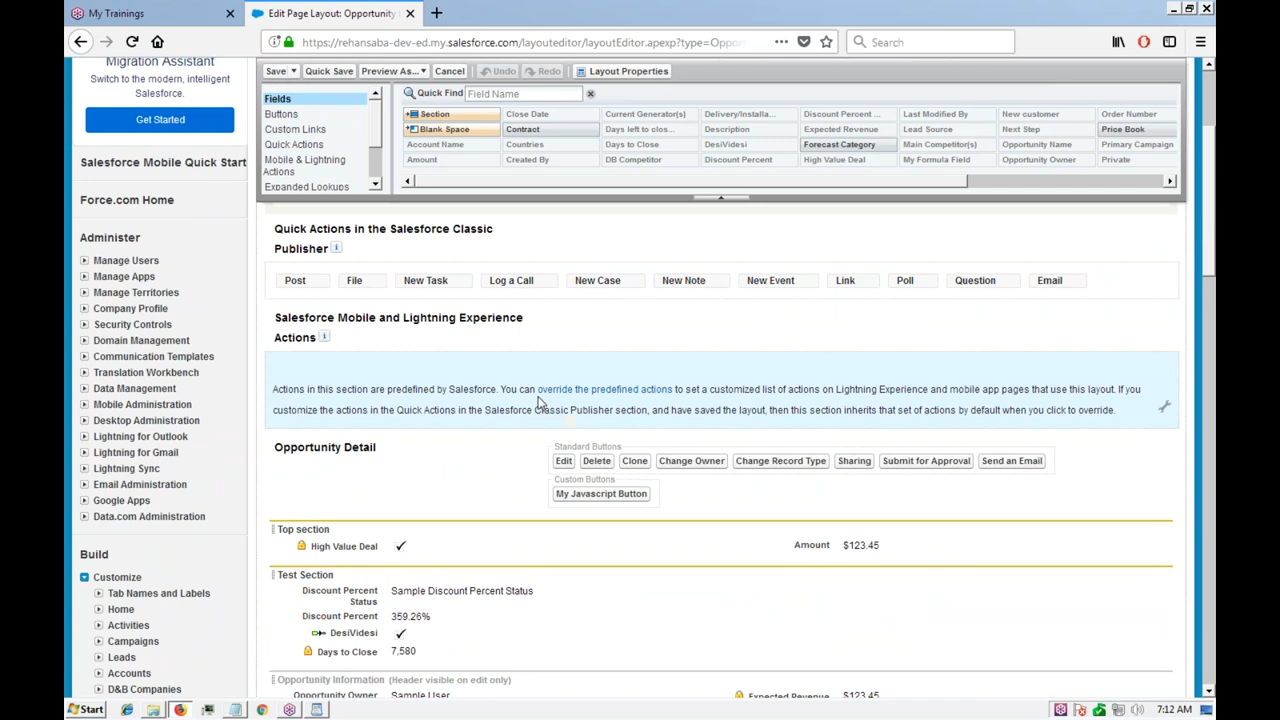 My Trainings
Edit Page Layout: Opportunity
https://rehansaba-dev-ed.my.salesforce.com/layouteditor/layoutEditor.apexp?type=Oppor
Search
Migration Assistant
Switch to the modern, intelligent
Salesforce.
Get Started
Salesforce Mobile Quick Start
Force.com Home
Administer
Manage Users
Manage Apps
Manage Territories
Company Profile
Security Controls
Domain Management
Communication Templates
Translation Workbench
Data Management
Mobile Administration
Desktop Administration
Lightning for Outlook
Lightning for Gmail
Lightning Sync
Email Administration
Google Apps
Data.com Administration
Build
Customize
Tab Names and Labels
Home
Activities
Campaigns
Leads
Accounts
D&B Companies
Save Quick Save Preview As... Cancel Undo Redo Layout Properties
Fields
Buttons
Custom Links
Quick Actions
Mobile & Lightning
Actions
Expanded Lookups
Quick Find Field Name
Section Close Date Current Generator(s) Delivery/Installa... Discount Percent ... Last Modified By New customer Order Number
Blank Space Contract Days left to clos... Description Expected Revenue Lead Source Next Step Price Book
Account Name Countries Days to Close DesiVidesi Forecast Category Main Competitor(s) Opportunity Name Primary Campaign
Amount Created By DB Competitor Discount Percent High Value Deal My Formula Field Opportunity Owner Private
Quick Actions in the Salesforce Classic
Publisher
Post File New Task Log a Call New Case New Note New Event Link Poll Question Email
Salesforce Mobile and Lightning Experience
Actions
Actions in this section are predefined by Salesforce. You can override the predefined actions to set a customized list of actions on Lightning Experience and mobile app pages that use this layout. If you
customize the actions in the Quick Actions in the Salesforce Classic Publisher section, and have saved the layout, then this section inherits that set of actions by default when you click to override.
Opportunity Detail
Standard Buttons
Edit Delete Clone Change Owner Change Record Type Sharing Submit for Approval Send an Email
Custom Buttons
My Javascript Button
Top section
High Value Deal Amount $123.45
Test Section
Discount Percent
Status Sample Discount Percent Status
Discount Percent 359.26%
DesiVidesi
Days to Close 7,580
Opportunity Information (Header visible on edit only)
Opportunity Owner Sample User Expected Revenue $123.45
Start
7:12 AM